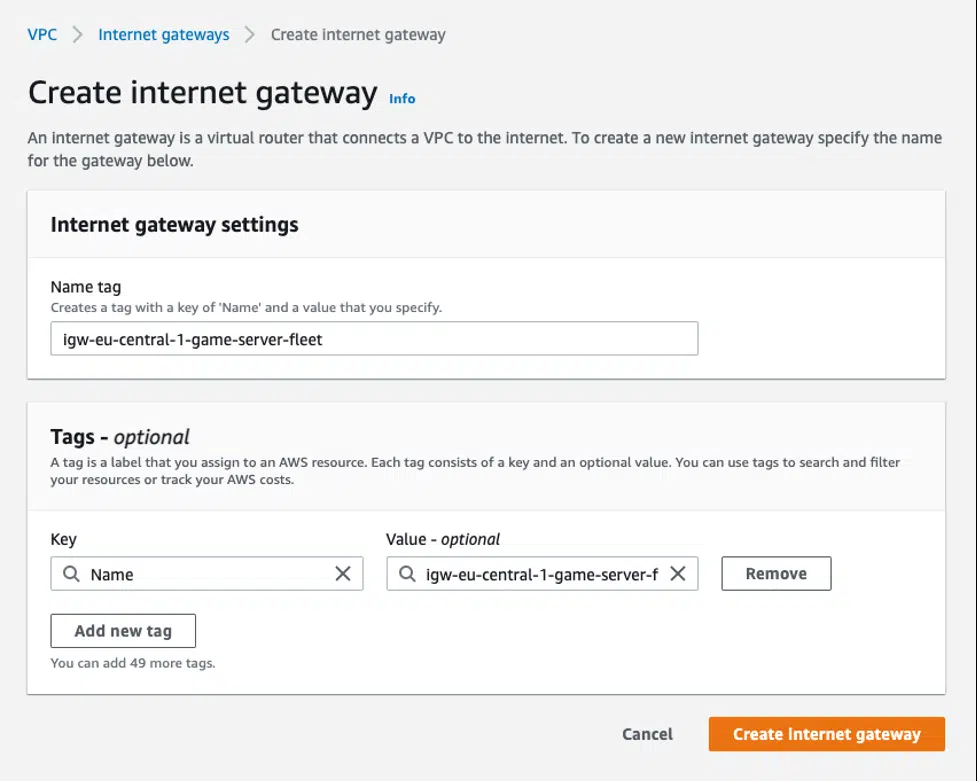 VPC > Internet gateways > Create internet gateway
Create internet gateway Info
An internet gateway is a virtual router that connects a VPC to the internet. To create a new internet gateway specify the name
for the gateway below.
Internet gateway settings
Name tag
Creates a tag with a key of 'Name' and a value that you specify.
igw-eu-central-1-game-server-fleet
Tags - optional
A tag is a label that you assign to an AWS resource. Each tag consists of a key and an optional value. You can use tags to search and filter
your resources or track your AWS costs.
Key Value - optional
Name igw-eu-central-1-game-server-f Remove
Add new tag
You can add 49 more tags.
Cancel Create internet gateway